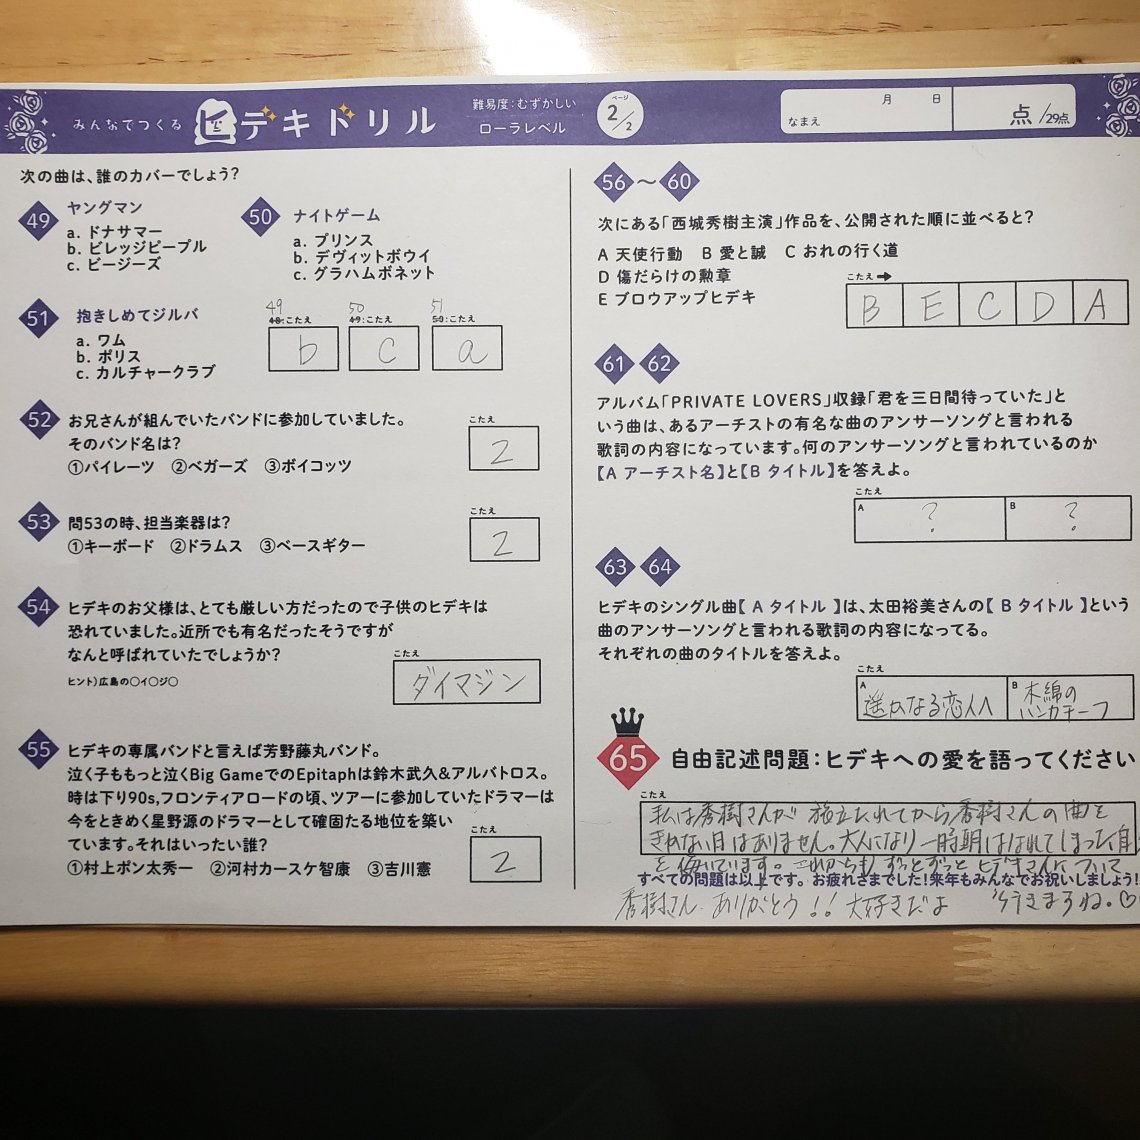 みんなでつくる
ヒデキドリル
難易度:むずかしい
ローラレベル
ページ
2/2
月 日
なまえ
点 /29点
次の曲は、誰のカバーでしょう?
49 ヤングマン
a. ドナサマー
b. ビレッジピープル
c. ビージーズ
50 ナイトゲーム
a. プリンス
b. デヴィットボウイ
c. グラハムボネット
51 抱きしめてジルバ
a. ワム
b. ポリス
c. カルチャークラブ
49 50 51
48:こたえ 49:こたえ 50:こたえ
b c a
52 お兄さんが組んでいたバンドに参加していました。
そのバンド名は?
①パイレーツ ②ベガーズ ③ボイコッツ
こたえ
2
53 問53の時、担当楽器は?
①キーボード ②ドラムス ③ベースギター
こたえ
2
54 ヒデキのお父様は、とても厳しい方だったので子供のヒデキは
恐れていました。近所でも有名だったそうですが
なんと呼ばれていたでしょうか?
ヒント)広島の〇イ〇ジ〇
こたえ
ダイマジン
55 ヒデキの専属バンドと言えば芳野藤丸バンド。
泣く子ももっと泣くBig GameでのEpitaphは鈴木武久&アルバトロス。
時は下り90s,フロンティアロードの頃、ツアーに参加していたドラマーは
今をときめく星野源のドラマーとして確固たる地位を築い
ています。それはいったい誰?
①村上ポン太秀一 ②河村カースケ智康 ③吉川憲
こたえ
2
56～60
次にある「西城秀樹主演」作品を、公開された順に並べると?
A 天使行動 B 愛と誠 C おれの行く道
D 傷だらけの勲章
E ブロウアップヒデキ
こたえ➡
B E C D A
61 62
アルバム「PRIVATE LOVERS」収録「君を三日間待っていた」と
いう曲は、あるアーチストの有名な曲のアンサーソングと言われる
歌詞の内容になっています。何のアンサーソングと言われているのか
【A アーチスト名】と【B タイトル】を答えよ。
こたえ
A ? B ?
63 64
ヒデキのシングル曲【 A タイトル 】は、太田裕美さんの【 B タイトル 】という
曲のアンサーソングと言われる歌詞の内容になってる。
それぞれの曲のタイトルを答えよ。
こたえ
A 遥かなる恋人へ B 木綿のハンカチーフ
65 自由記述問題:ヒデキへの愛を語ってください
こたえ
私は秀樹さんが 旅立たれてから秀樹さんの曲を
きかない日はありません。大人になり一時期はなれてしまった自
を悔いています。これからもずっとずっとヒデキさんについて
すべての問題は以上です。お疲れさまでした!来年もみんなでお祝いしましょう!
秀樹さん ありがとう!! 大好きだよ いきますね。♡